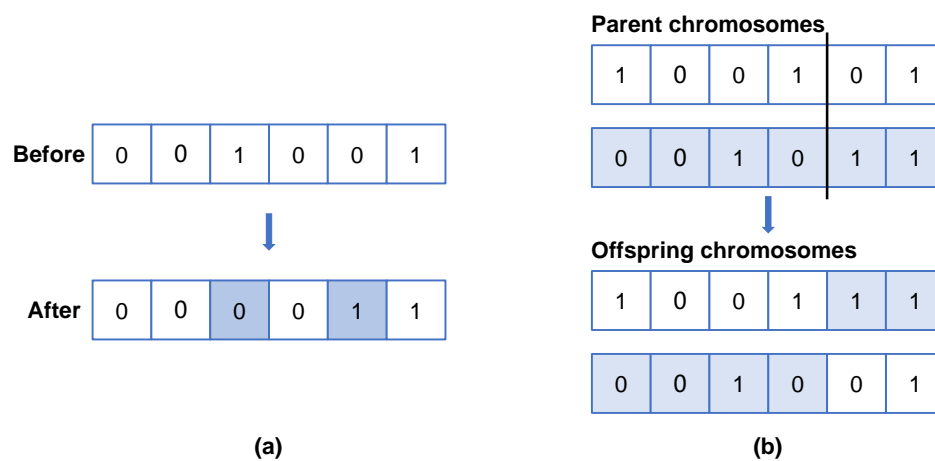 Before 0 0 1 0 0 1
After 0 0 0 0 1 1
(a)
Parent chromosomes
1 0 0 1 0 1
0 0 1 0 1 1
Offspring chromosomes
1 0 0 1 1 1
0 0 1 0 0 1
(b)